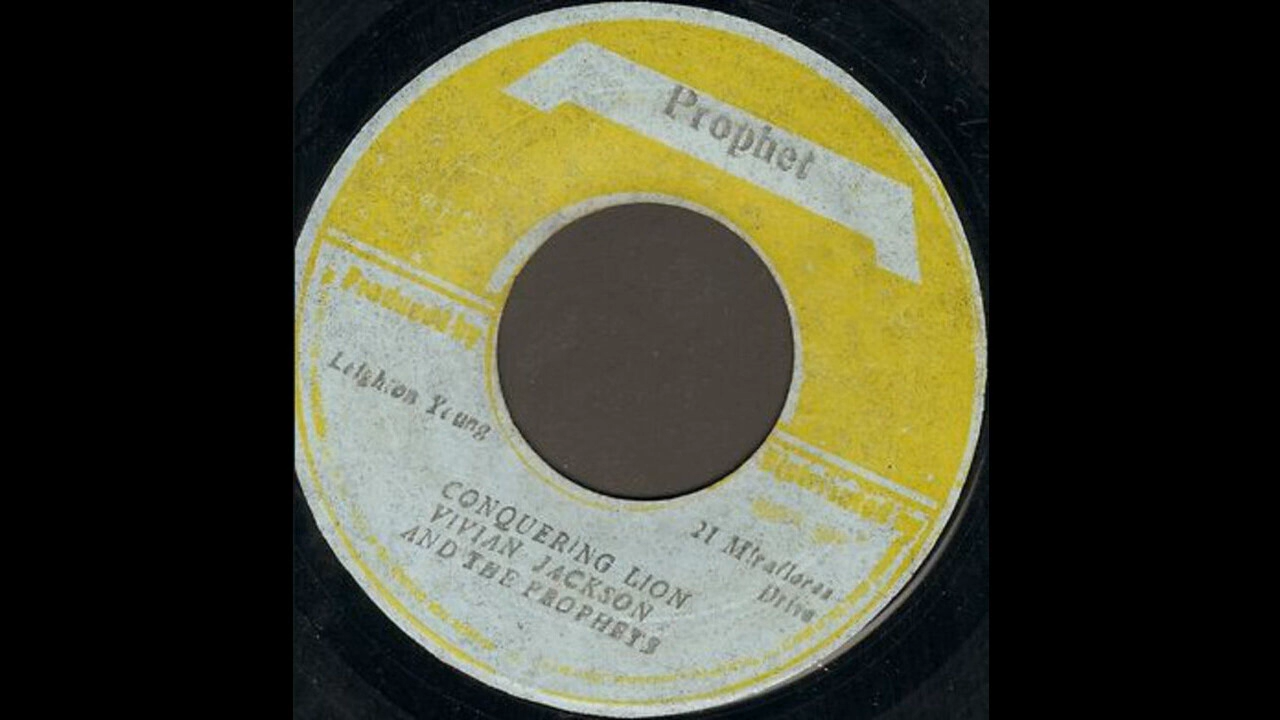 Prophet
Produced by
Leighton Young
Distributed by
21 Miraflores
Drive
CONQUERING LION
VIVIAN JACKSON
AND THE PROPHETS